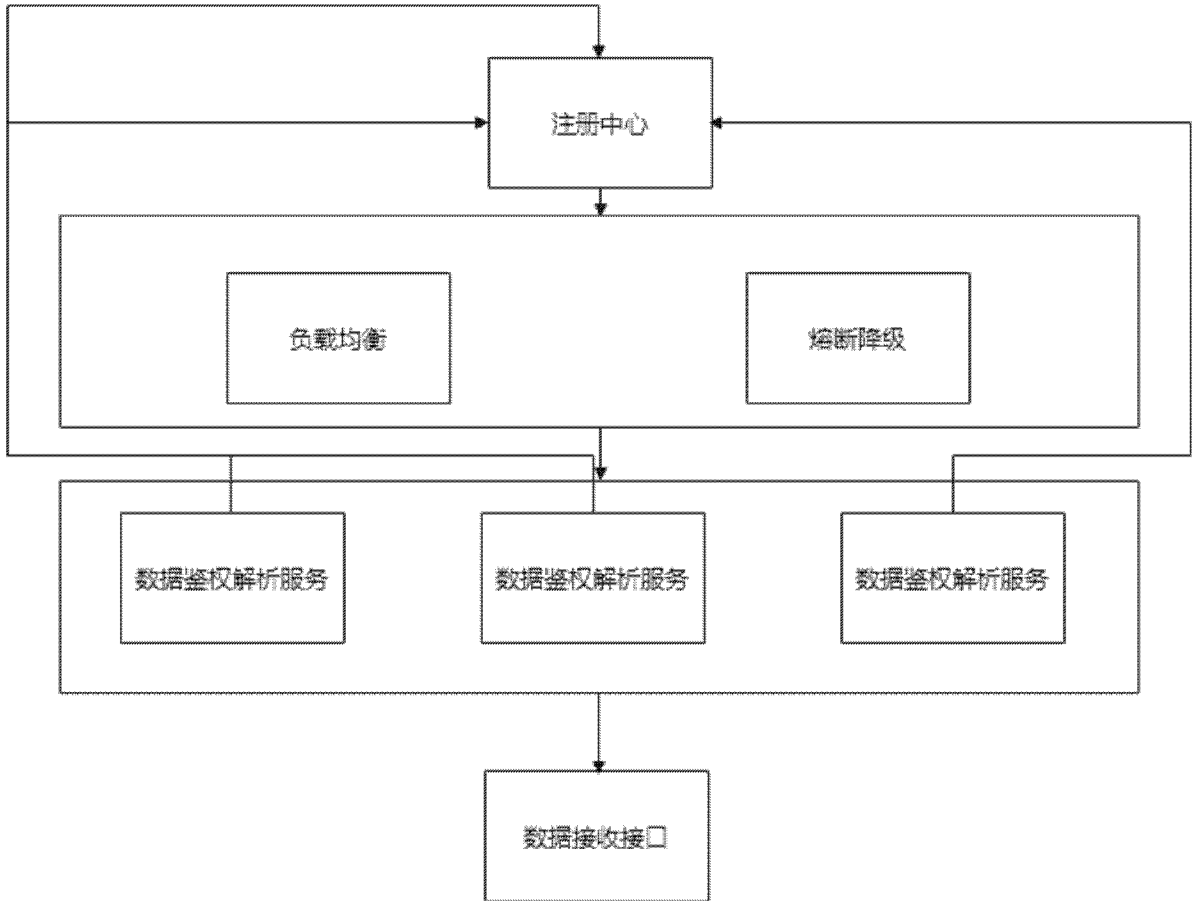 注册中心
负载均衡
熔断降级
数据鉴权解析服务
数据鉴权解析服务
数据鉴权解析服务
数据接收接口